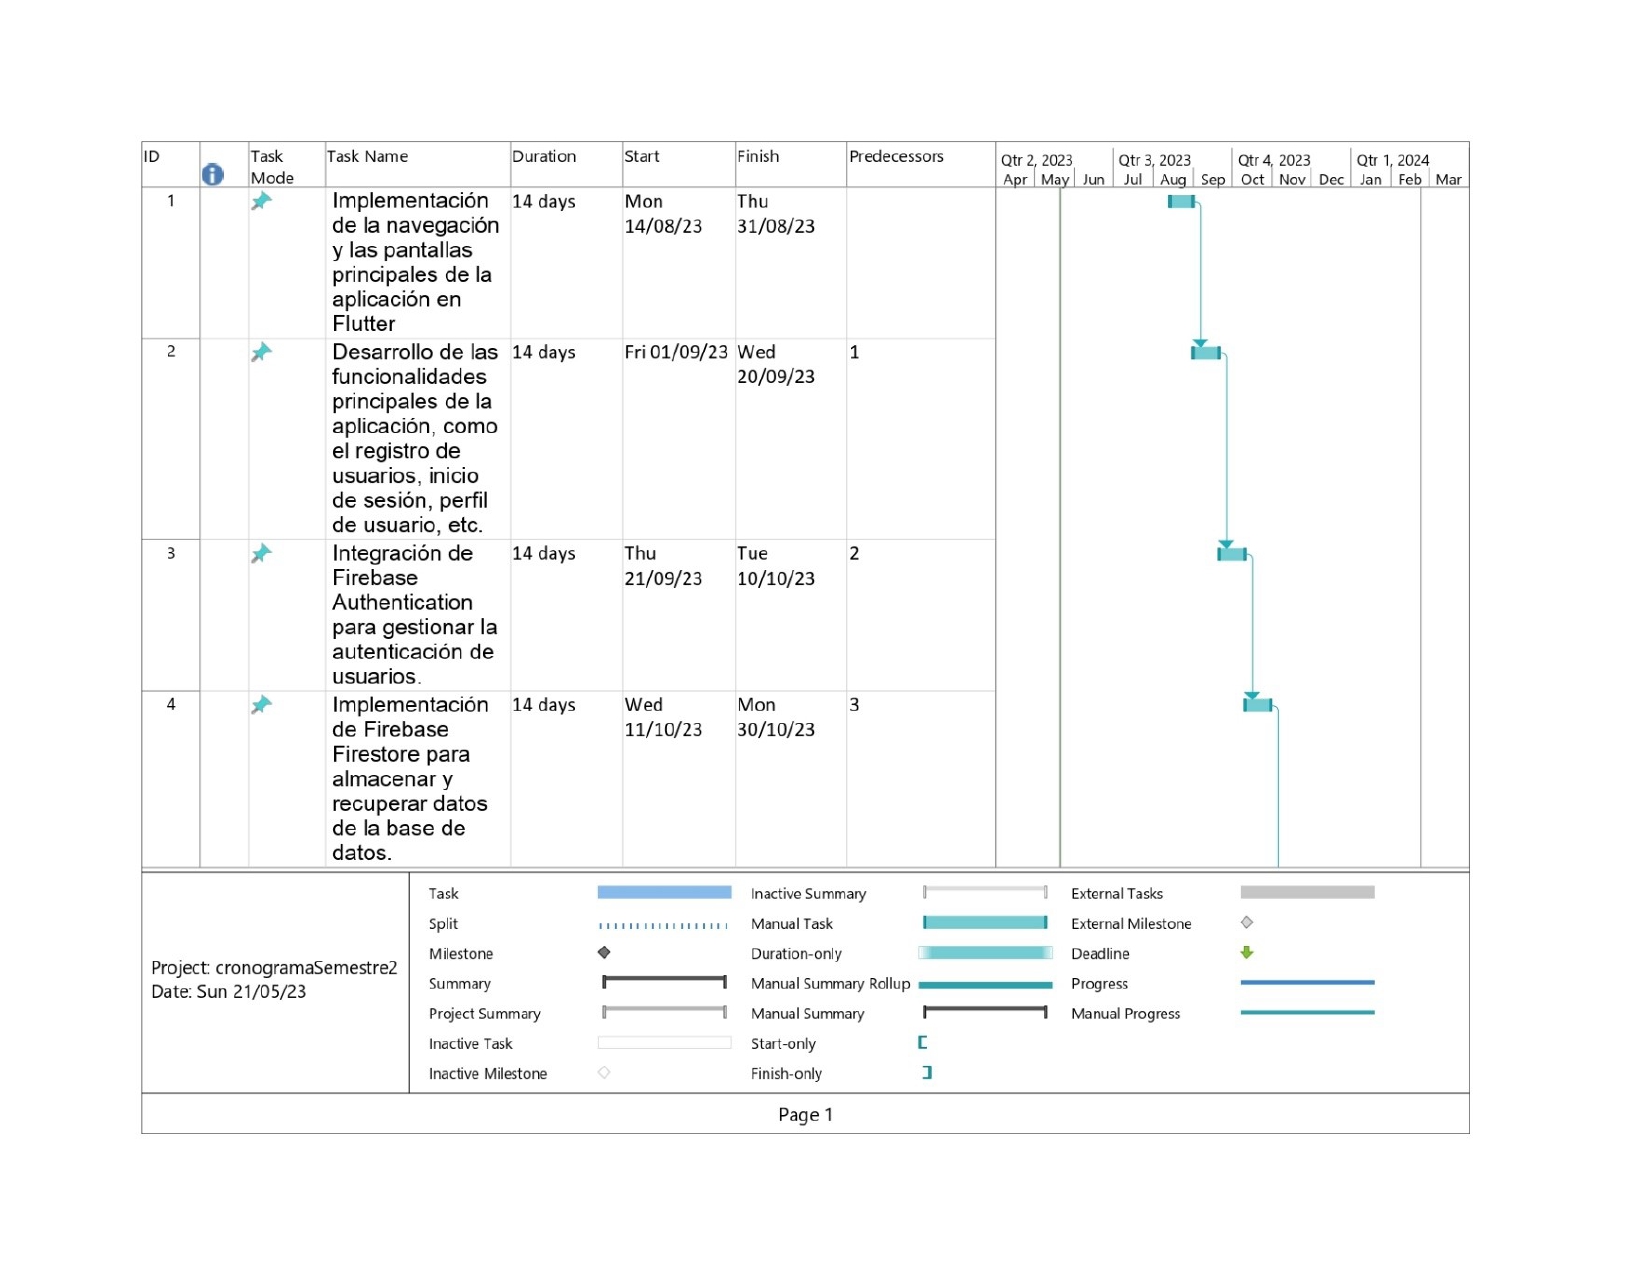 ID
Task Mode
Task Name
Duration
Start
Finish
Predecessors
Qtr 2, 2023
Qtr 3, 2023
Qtr 4, 2023
Qtr 1, 2024
Apr
May
Jun
Jul
Aug
Sep
Oct
Nov
Dec
Jan
Feb
Mar
1
Implementación
de la navegación
y las pantallas
principales de la
aplicación en
Flutter
14 days
Mon
14/08/23
Thu
31/08/23
2
Desarrollo de las
funcionalidades
principales de la
aplicación, como
el registro de
usuarios, inicio
de sesión, perfil
de usuario, etc.
14 days
Fri 01/09/23
Wed
20/09/23
1
3
Integración de
Firebase
Authentication
para gestionar la
autenticación de
usuarios.
14 days
Thu
21/09/23
Tue
10/10/23
2
4
Implementación
de Firebase
Firestore para
almacenar y
recuperar datos
de la base de
datos.
14 days
Wed
11/10/23
Mon
30/10/23
3
Project: cronogramaSemestre2
Date: Sun 21/05/23
Task
Split
Milestone
Summary
Project Summary
Inactive Task
Inactive Milestone
Inactive Summary
Manual Task
Duration-only
Manual Summary Rollup
Manual Summary
Start-only
Finish-only
External Tasks
External Milestone
Deadline
Progress
Manual Progress
Page 1